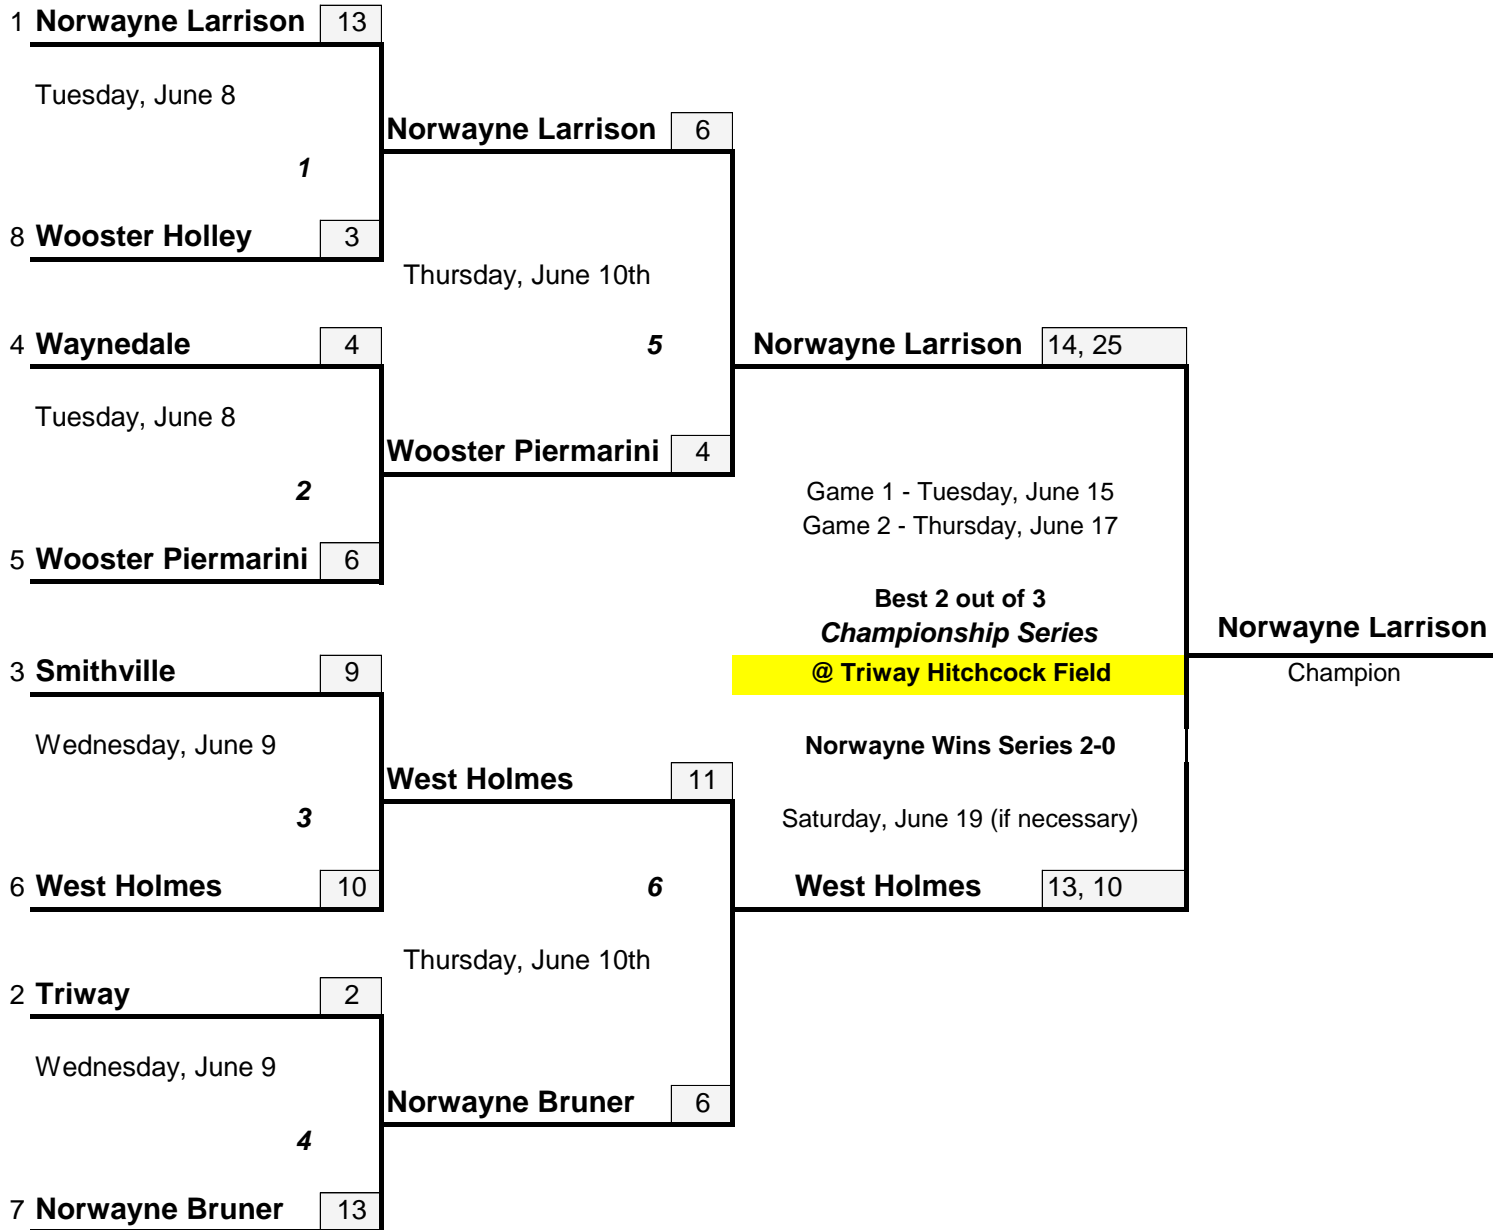 1 Norwayne Larrison 13
Tuesday, June 8
Norwayne Larrison 6
1
8 Wooster Holley 3
Thursday, June 10th
4 Waynedale 4
5
Norwayne Larrison 14, 25
Tuesday, June 8
Wooster Piermarini 4
2
Game 1 - Tuesday, June 15
Game 2 - Thursday, June 17
5 Wooster Piermarini 6
Best 2 out of 3
Championship Series
Norwayne Larrison
3 Smithville 9
@ Triway Hitchcock Field
Champion
Wednesday, June 9
Norwayne Wins Series 2-0
West Holmes 11
3
Saturday, June 19 (if necessary)
6 West Holmes 10
6
West Holmes 13, 10
Thursday, June 10th
2 Triway 2
Wednesday, June 9
Norwayne Bruner 6
4
7 Norwayne Bruner 13